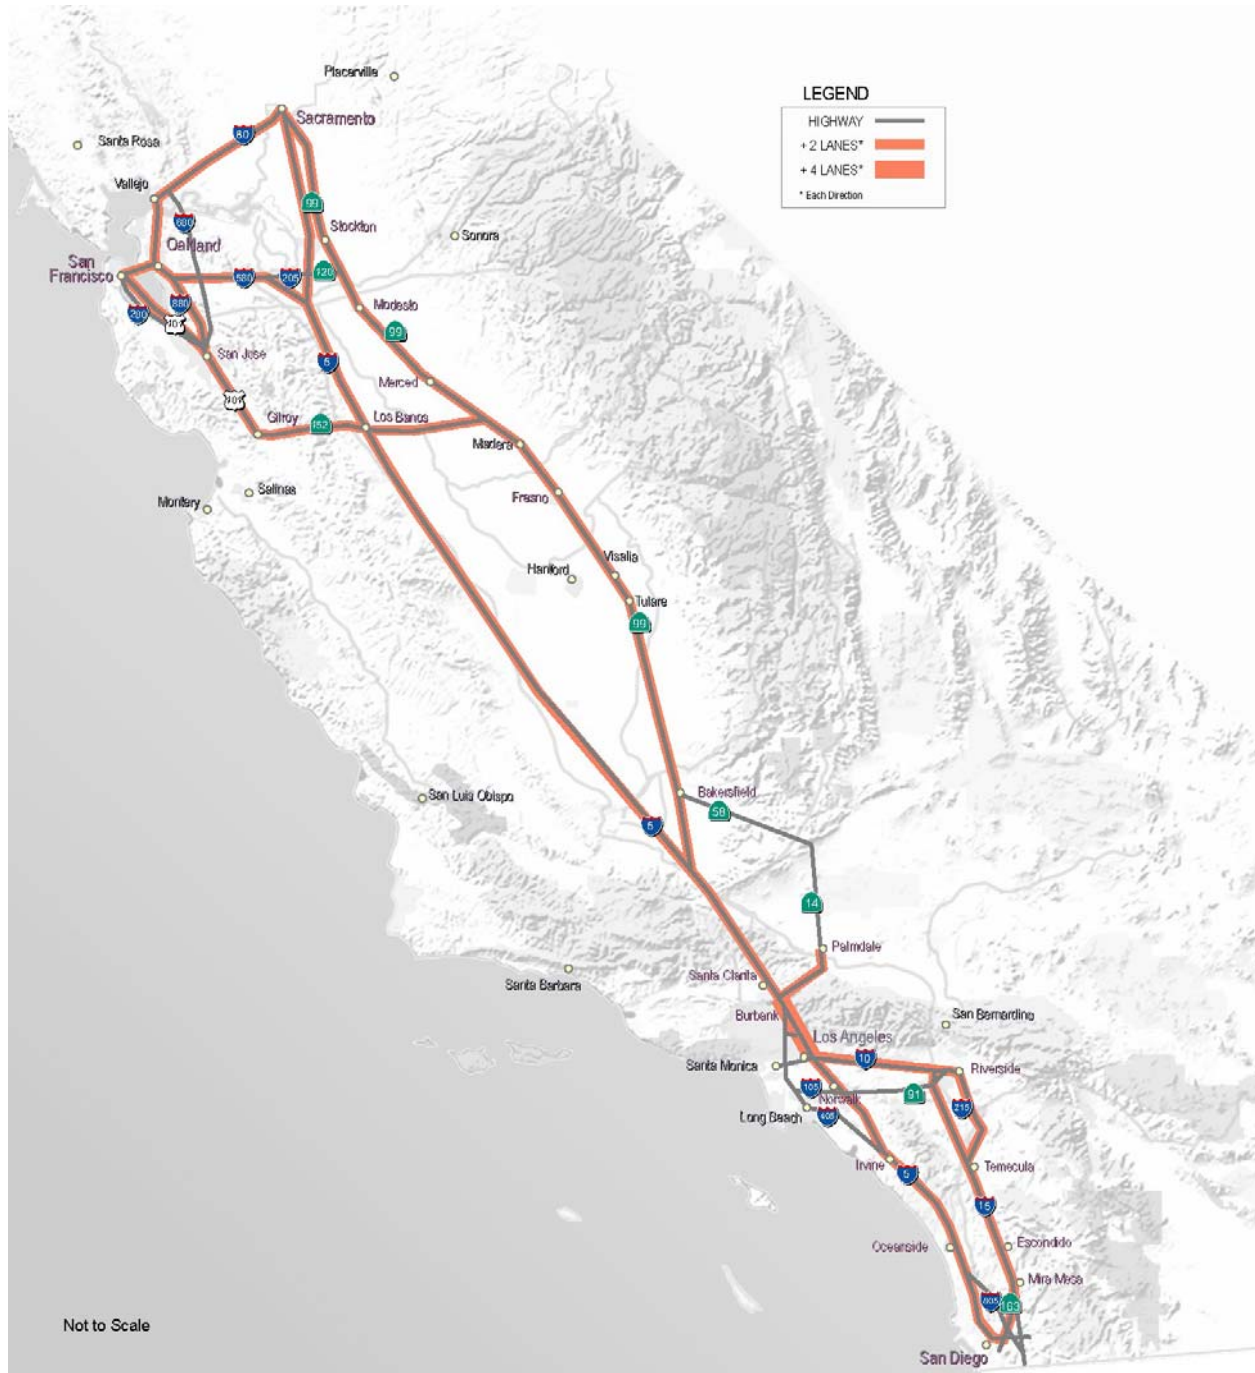 Placerville
LEGEND
HIGHWAY
+ 2 LANES*
+ 4 LANES*
* Each Direction
Sacramento
80
Santa Rosa
Vallejo
99
680
Stockton
Sonora
Oakland
San
Francisco
580
205
120
880
280
101
Modesto
99
San Jose
5
Merced
101
Gilroy
152
Los Banos
Madera
Salinas
Montery
Fresno
Visalia
Hanford
Tulare
99
San Luis Obispo
Bakersfield
58
5
14
Palmdale
Santa Clarita
Santa Barbara
Burbank
San Bernardino
Los Angeles
Santa Monica
10
Riverside
105
Norwalk
91
215
Long Beach
405
Irvine
5
Temecula
15
Oceanside
Escondido
Mira Mesa
805
163
Not to Scale
San Diego